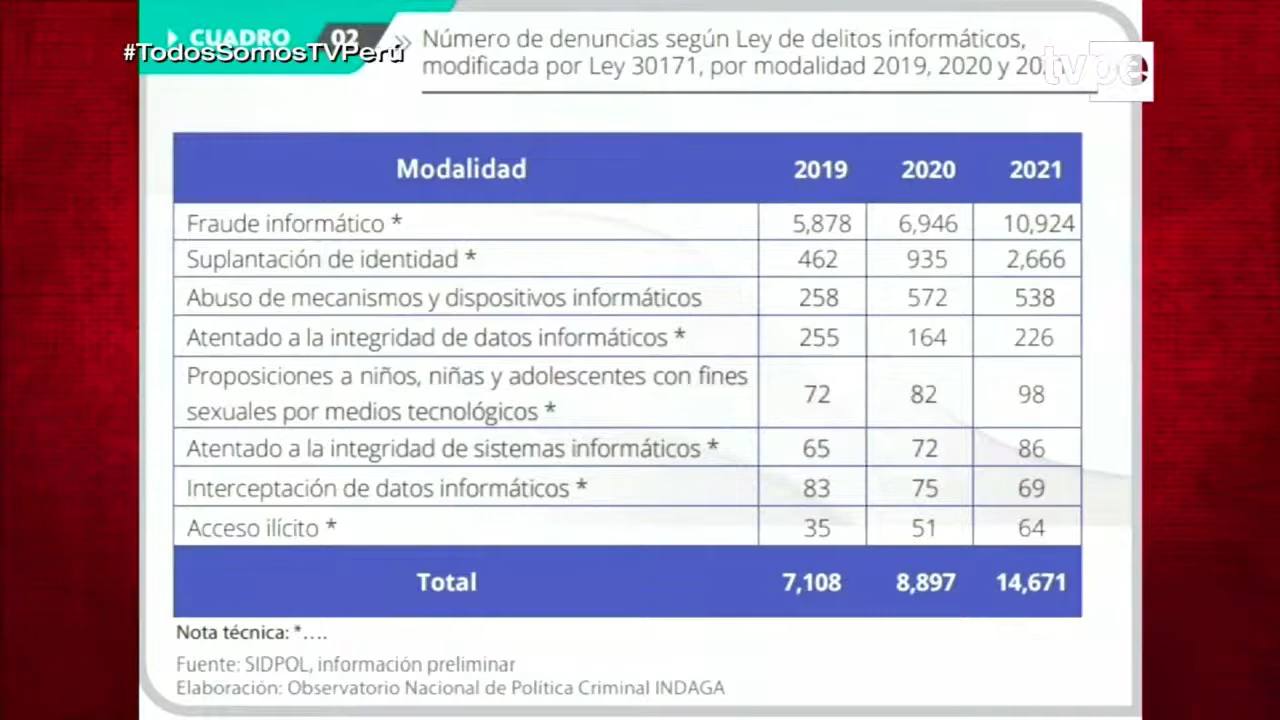 CUADRO 02
#TodosSomosTVPerú
Número de denuncias según Ley de delitos informáticos,
modificada por Ley 30171, por modalidad 2019, 2020 y
tvpe
Modalidad 2019 2020 2021
Fraude informático * 5,878 6,946 10,924
Suplantación de identidad * 462 935 2,666
Abuso de mecanismos y dispositivos informáticos 258 572 538
Atentado a la integridad de datos informáticos * 255 164 226
Proposiciones a niños, niñas y adolescentes con fines
sexuales por medios tecnológicos * 72 82 98
Atentado a la integridad de sistemas informáticos * 65 72 86
Interceptación de datos informáticos * 83 75 69
Acceso ilícito * 35 51 64
Total 7,108 8,897 14,671
Nota técnica: *....
Fuente: SIDPOL, información preliminar
Elaboración: Observatorio Nacional de Política Criminal INDAGA